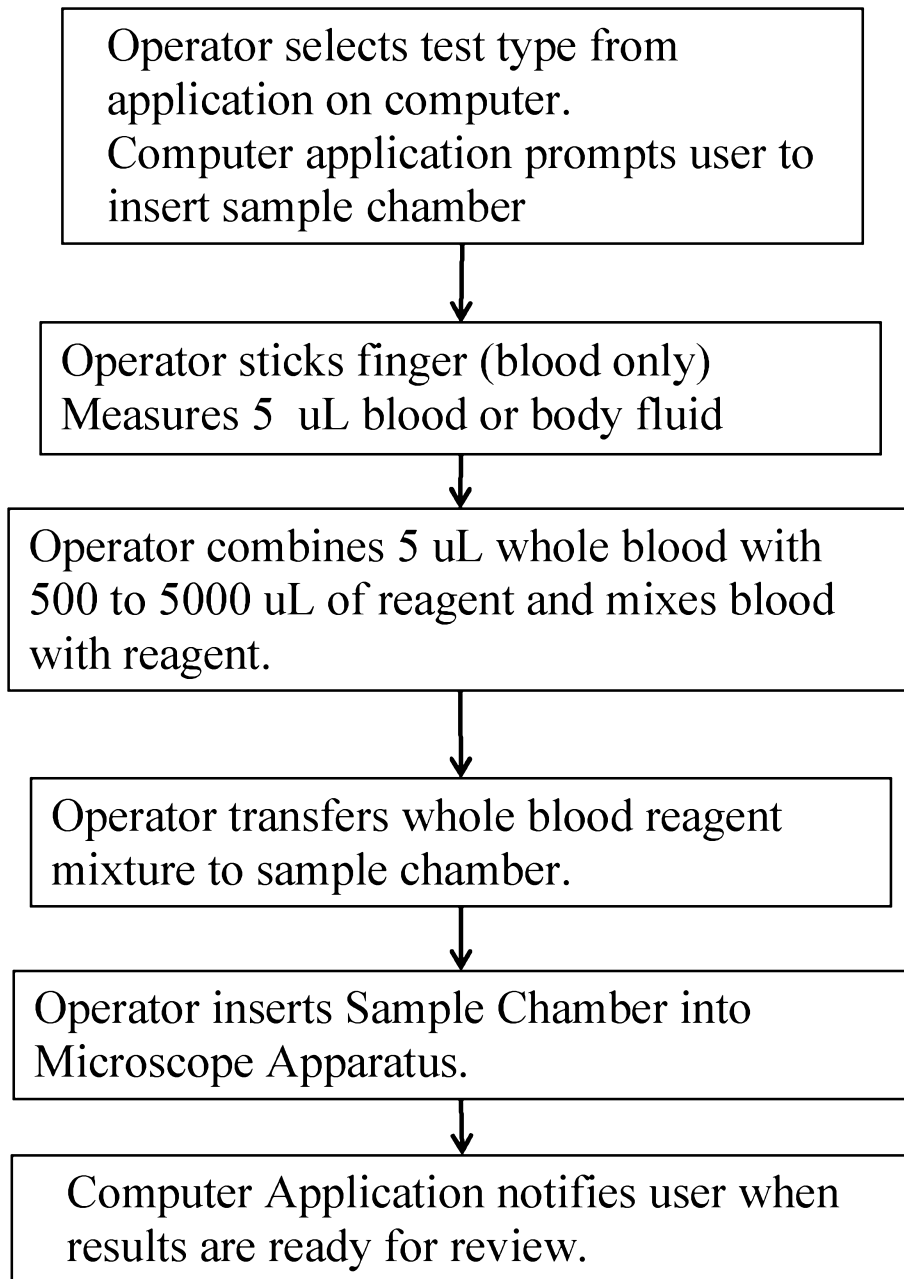 Operator selects test type from
application on computer.
Computer application prompts user to
insert sample chamber
Operator sticks finger (blood only)
Measures 5  uL blood or body fluid
Operator combines 5 uL whole blood with
500 to 5000 uL of reagent and mixes blood
with reagent.
Operator transfers whole blood reagent
mixture to sample chamber.
Operator inserts Sample Chamber into
Microscope Apparatus.
Computer Application notifies user when
results are ready for review.